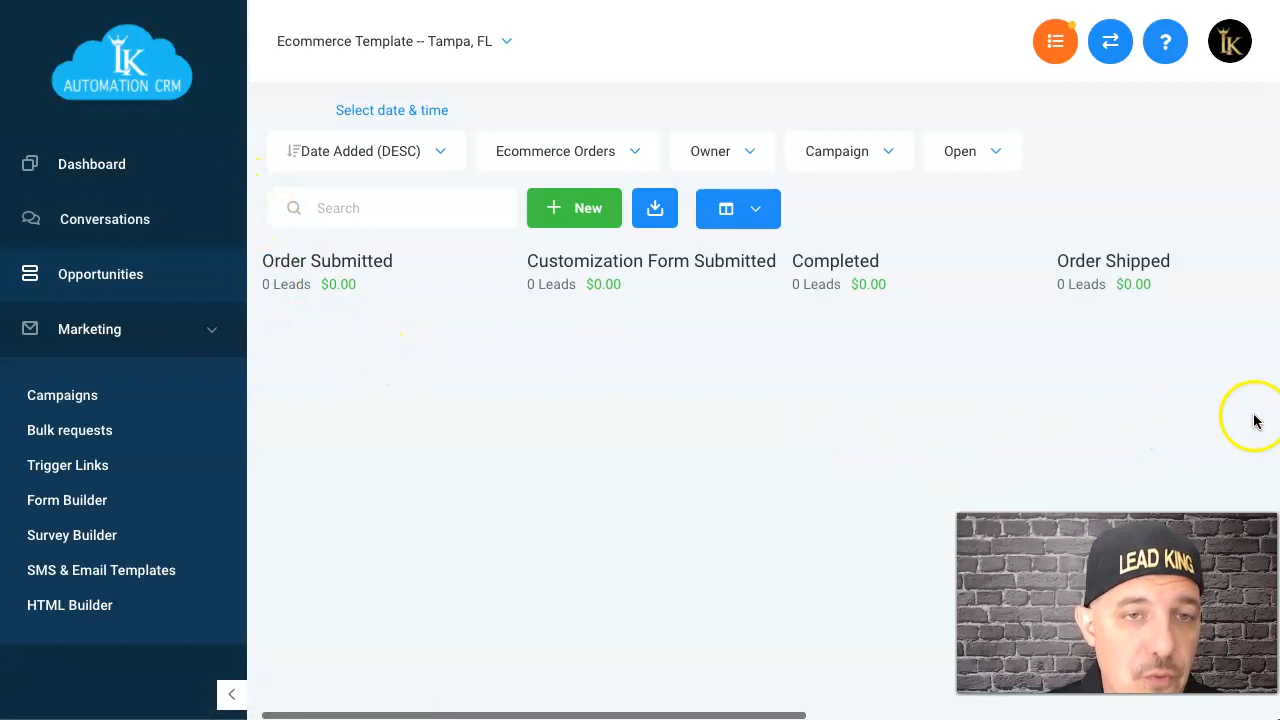 LK
AUTOMATION CRM
Dashboard
Conversations
Opportunities
Marketing
Campaigns
Bulk requests
Trigger Links
Form Builder
Survey Builder
SMS & Email Templates
HTML Builder
Ecommerce Template -- Tampa, FL
?
LK
Select date & time
Date Added (DESC)
Ecommerce Orders
Owner
Campaign
Open
Search
+ New
Order Submitted
0 Leads $0.00
Customization Form Submitted
0 Leads $0.00
Completed
0 Leads $0.00
Order Shipped
0 Leads $0.00
LEAD KING